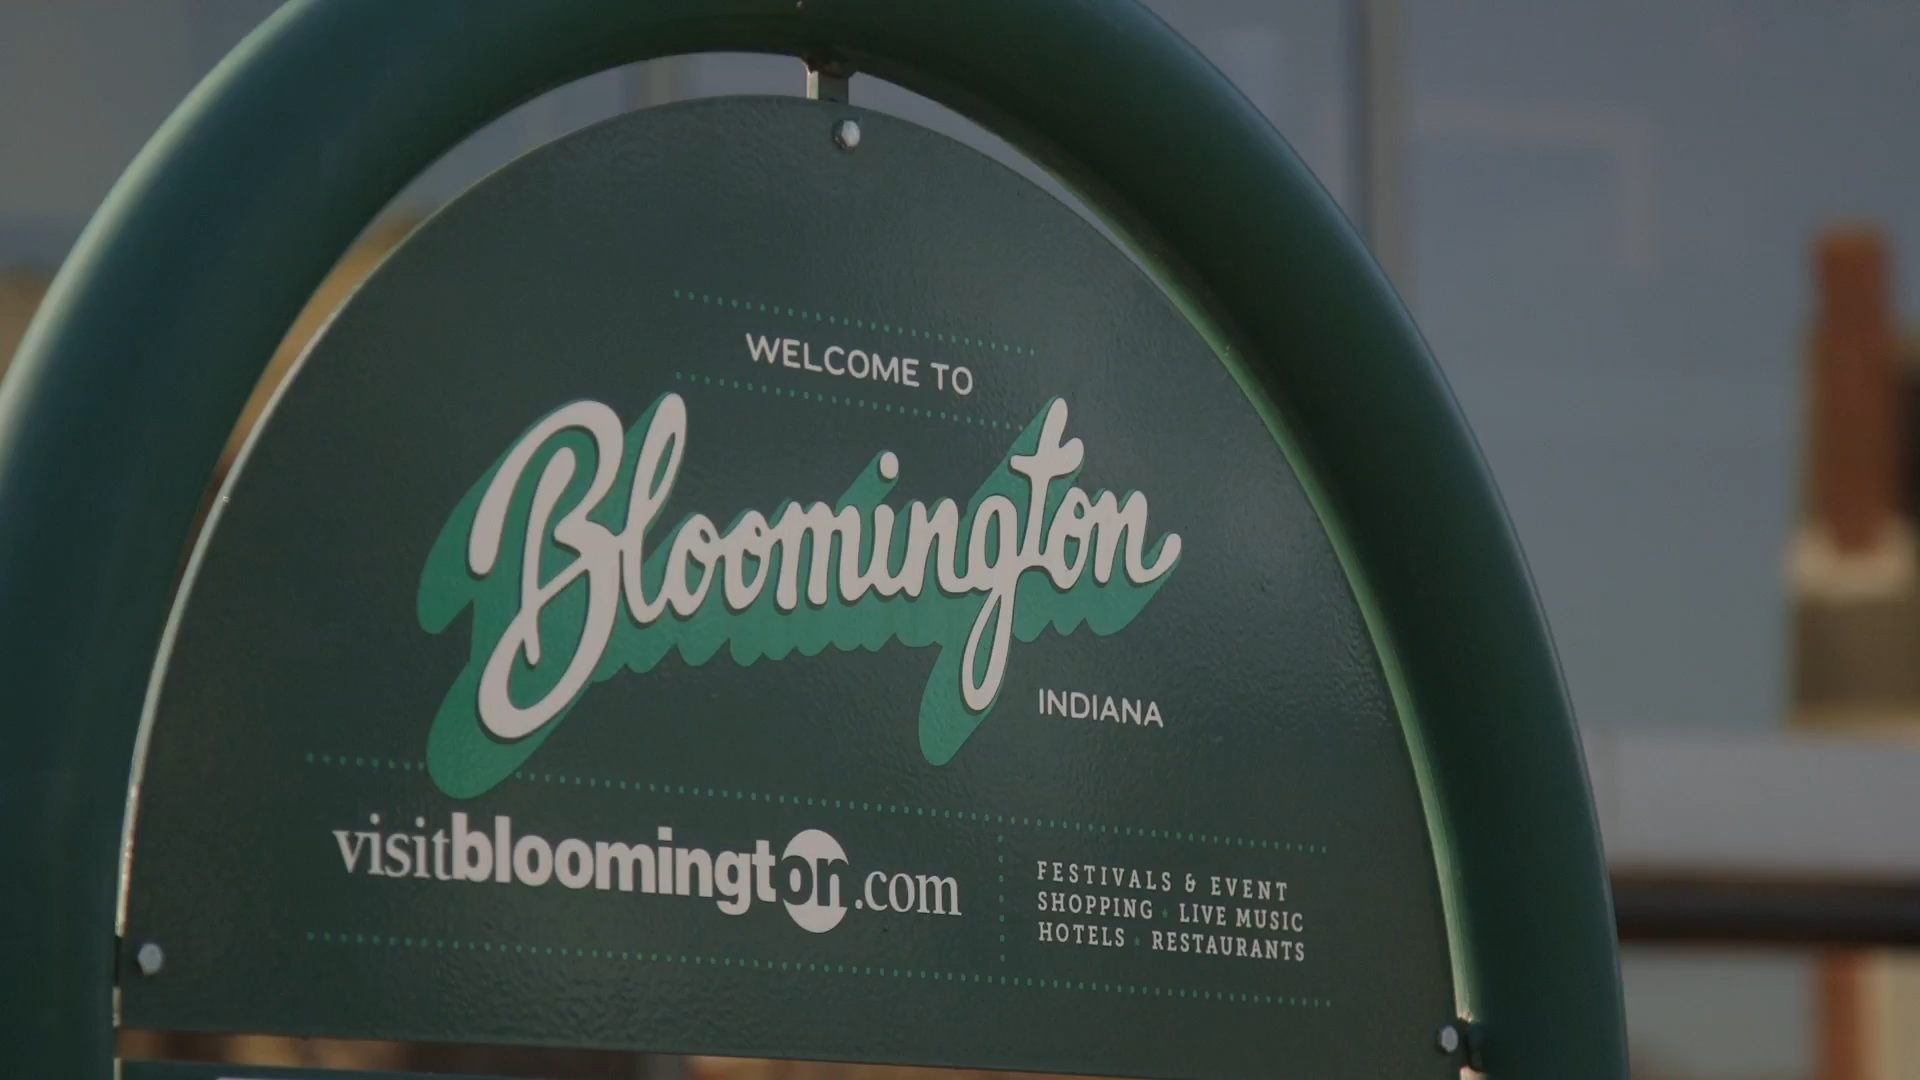 WELCOME TO
Bloomington
INDIANA
visitbloomington.com
FESTIVALS & EVENT
SHOPPING · LIVE MUSIC
HOTELS · RESTAURANTS